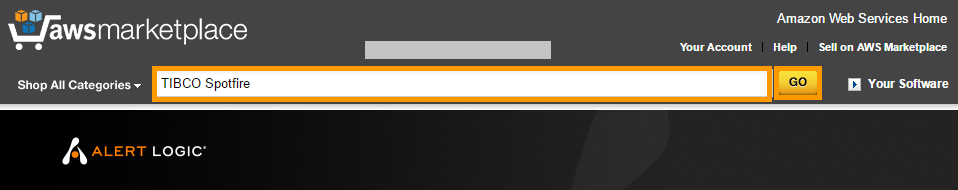 awsmarketplace
Amazon Web Services Home
Your Account | Help | Sell on AWS Marketplace
Shop All Categories
TIBCO Spotfire
GO
Your Software
ALERT LOGIC®